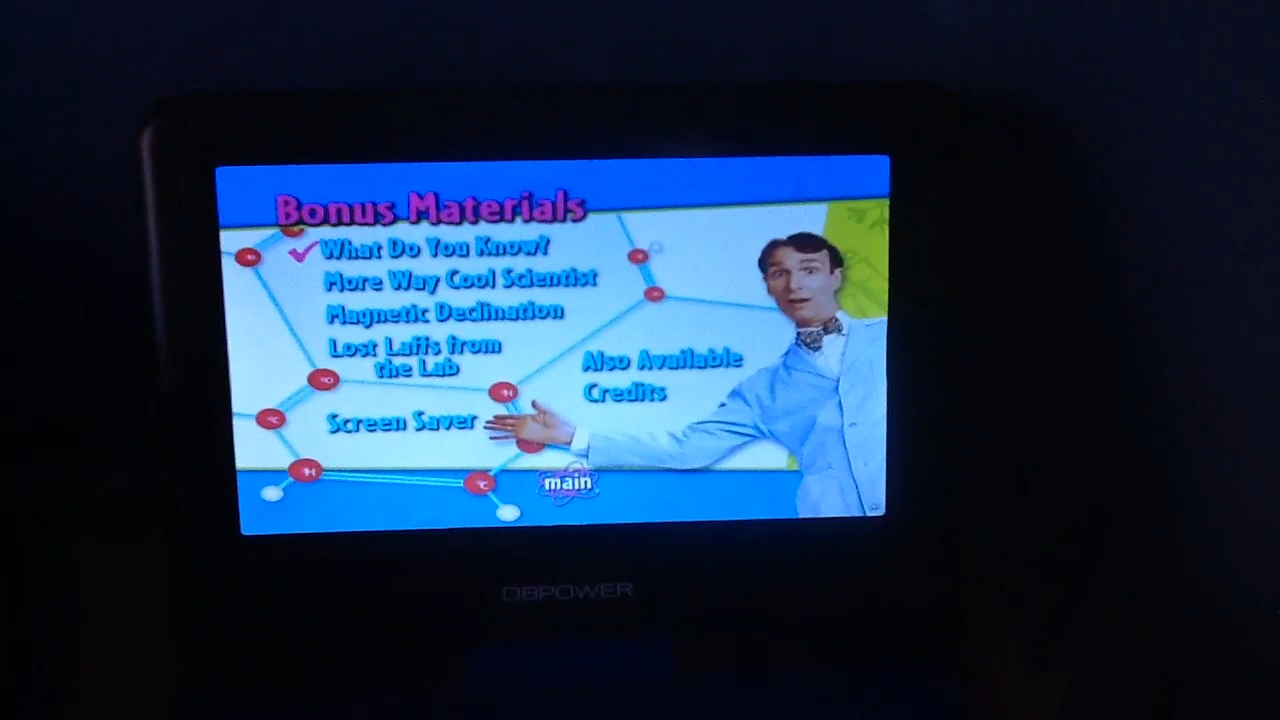 Bonus Materials
What Do You Know?
More Way Cool Scientist
Magnetic Declination
Lost Laffs from
the Lab
Screen Saver
Also Available
Credits
main
H
O
C
H
C
H
DBPOWER